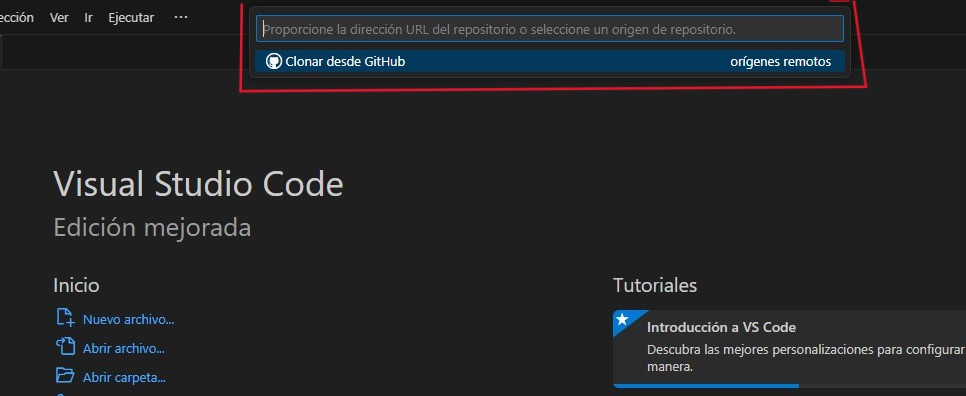 ección Ver Ir Ejecutar ...
Proporcione la dirección URL del repositorio o seleccione un origen de repositorio.
Clonar desde GitHub orígenes remotos
Visual Studio Code
Edición mejorada
Inicio
Nuevo archivo...
Abrir archivo...
Abrir carpeta...
Tutoriales
Introducción a VS Code
Descubra las mejores personalizaciones para configurar
manera.